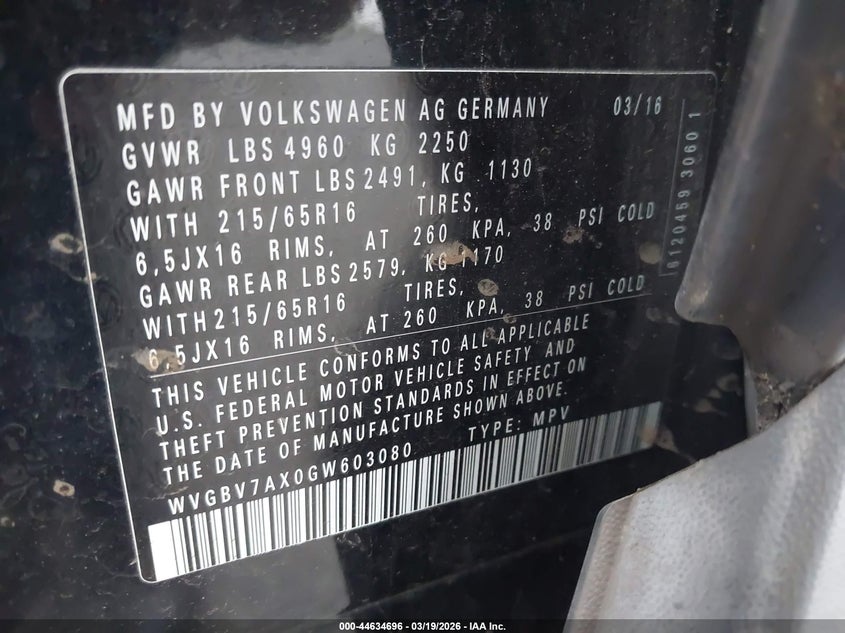 MFD BY VOLKSWAGEN AG GERMANY 03/16
GVWR LBS 4960 KG 2250
GAWR FRONT LBS 2491, KG 1130
WITH 215/65R16 TIRES,
6,5JX16 RIMS, AT 260 KPA, 38 PSI COLD
GAWR REAR LBS 2579, KG 1170
WITH 215/65R16 TIRES,
6,5JX16 RIMS, AT 260 KPA, 38 PSI COLD
THIS VEHICLE CONFORMS TO ALL APPLICABLE
U.S. FEDERAL MOTOR VEHICLE SAFETY AND
THEFT PREVENTION STANDARDS IN EFFECT ON
THE DATE OF MANUFACTURE SHOWN ABOVE.
WVGBV7AX0GW603080 TYPE: MPV
6120459 3060 1
000-44634696 - 03/19/2026 - IAA Inc.